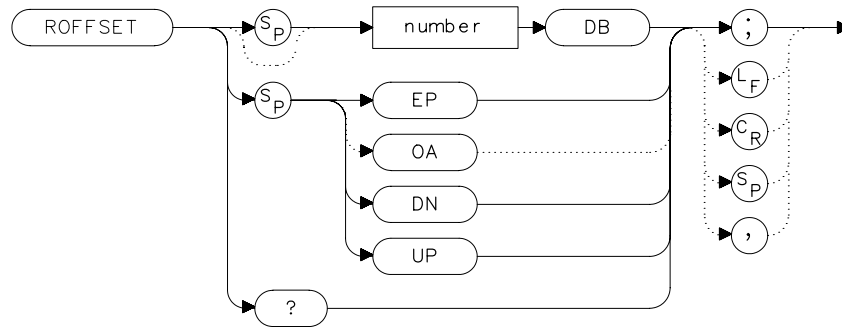 ROFFSET SP number DB ;
LF
SP EP
OA CR
DN SP
UP ,
?